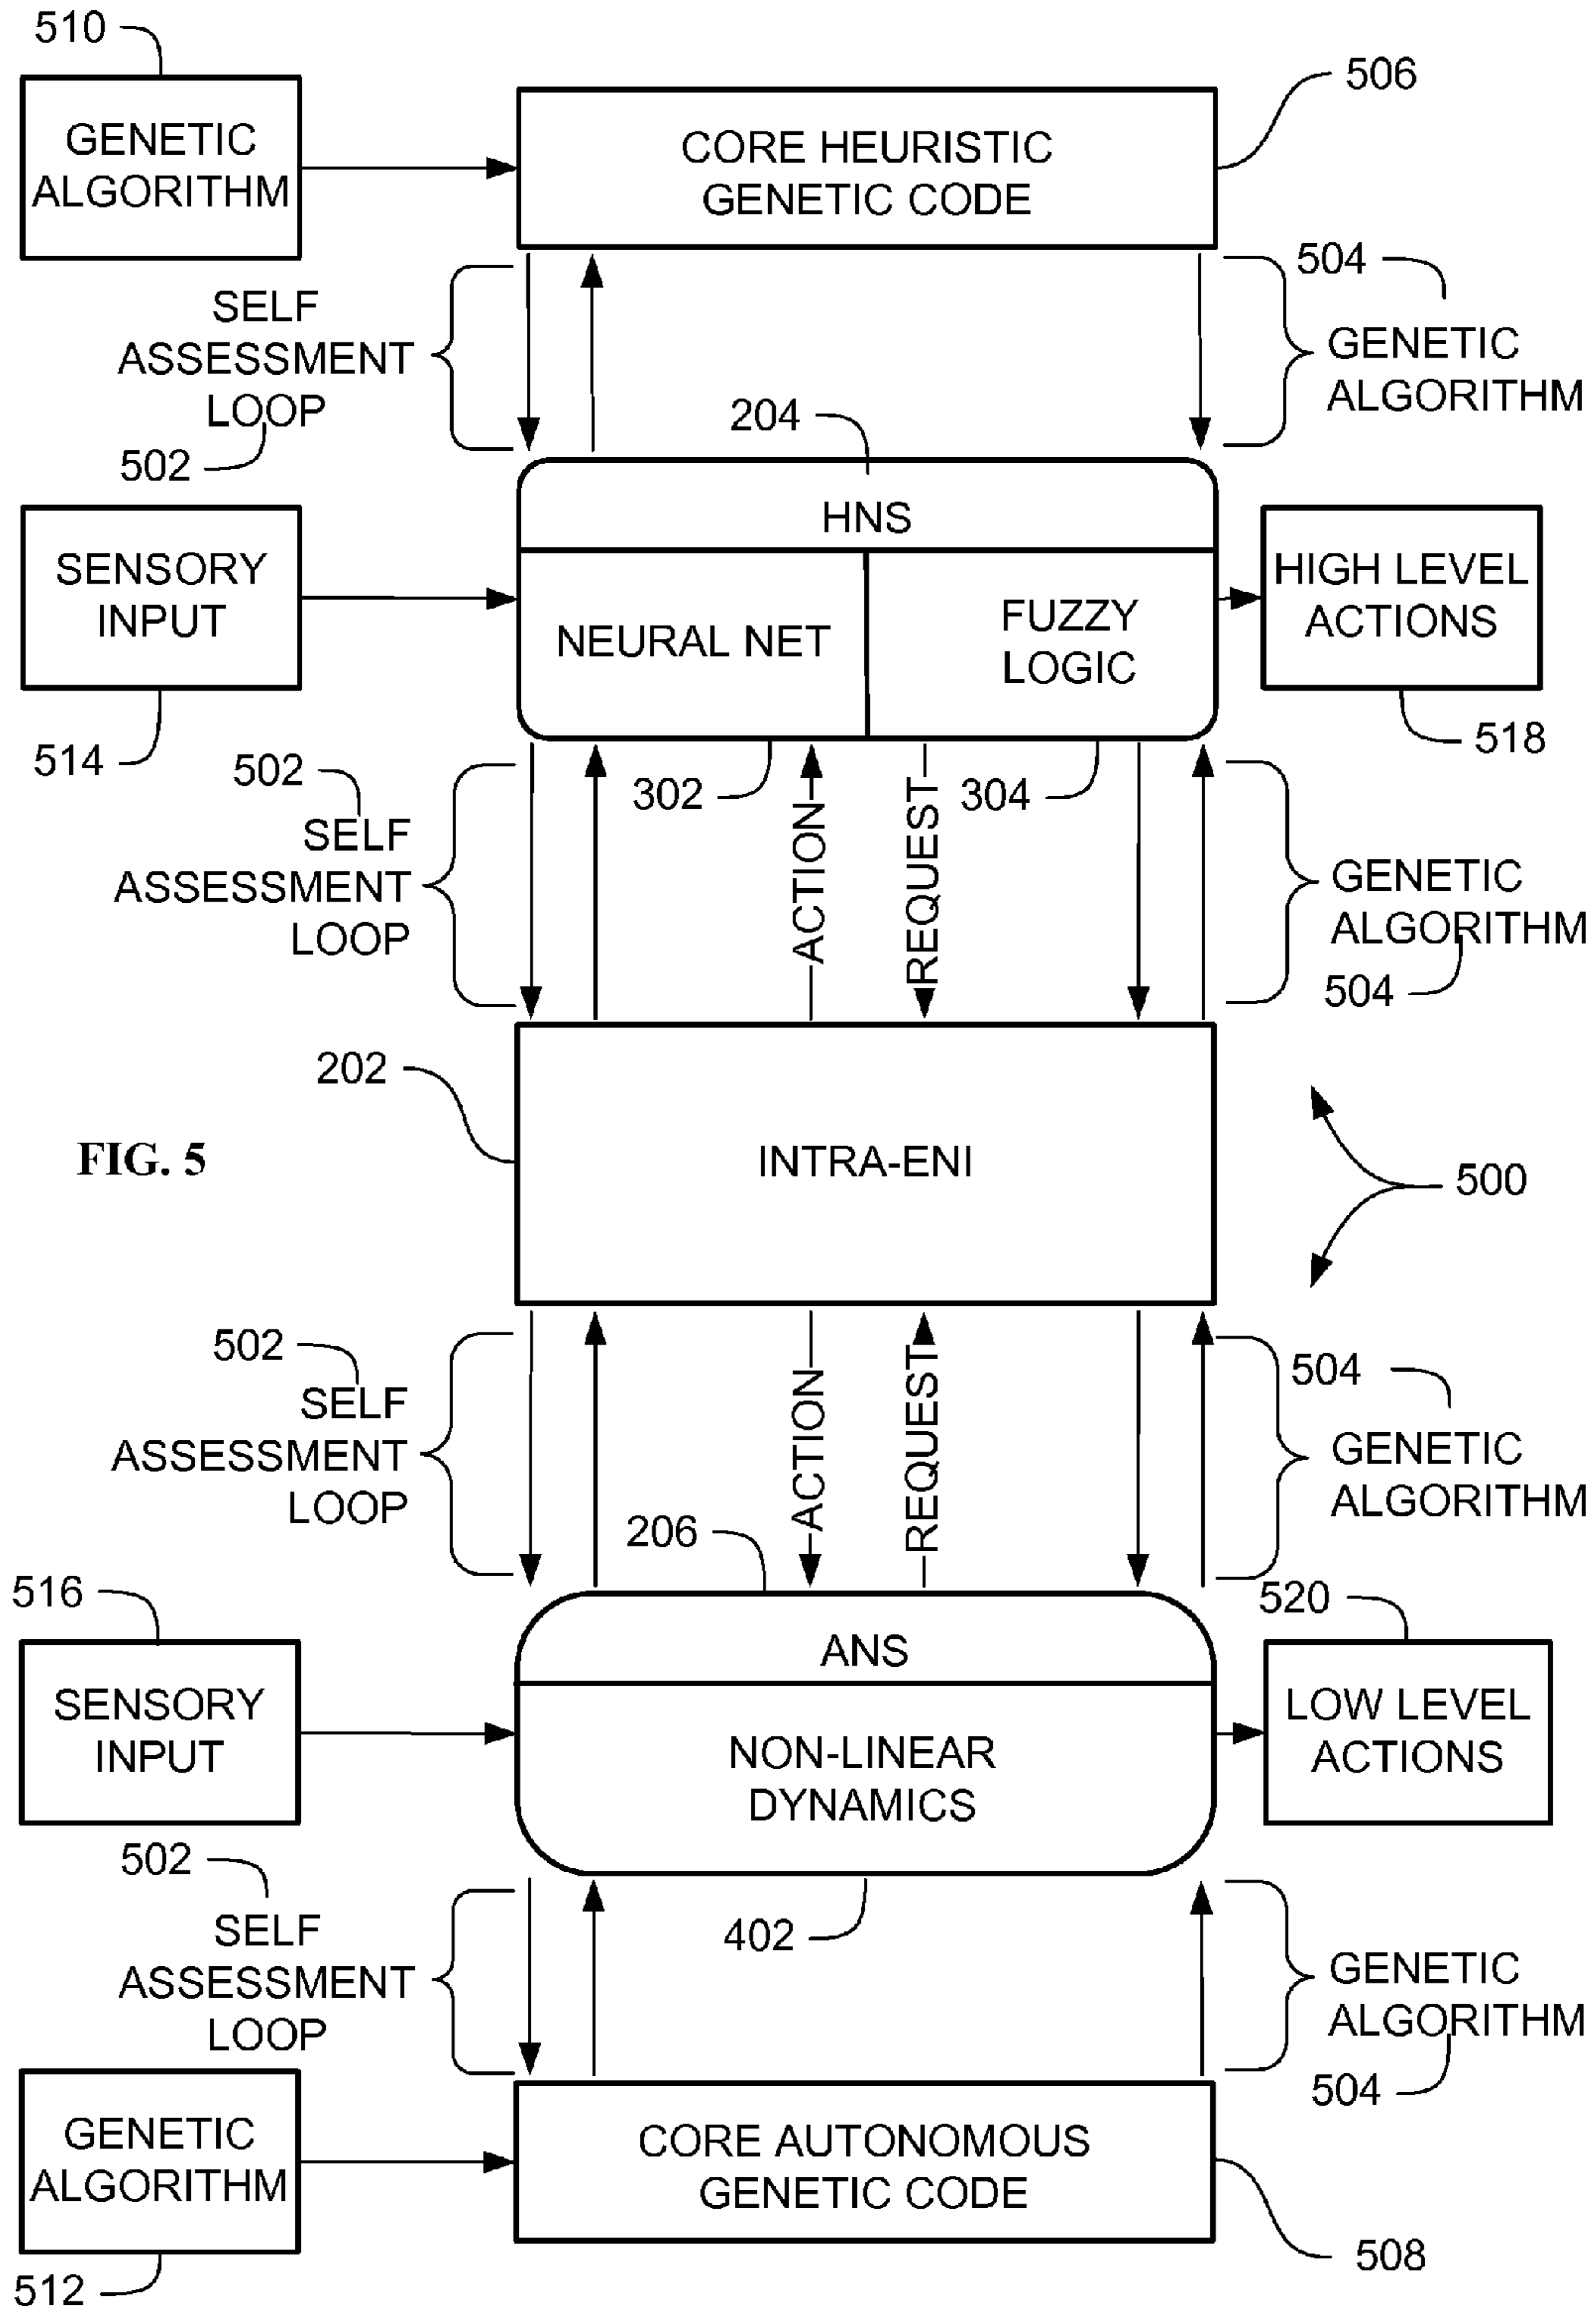 510
GENETIC
ALGORITHM
CORE HEURISTIC
GENETIC CODE
506
SELF
ASSESSMENT
LOOP
502
504
GENETIC
ALGORITHM
204
HNS
NEURAL NET
FUZZY
LOGIC
SENSORY
INPUT
514
HIGH LEVEL
ACTIONS
518
502
SELF
ASSESSMENT
LOOP
302
ACTION
REQUEST
304
GENETIC
ALGORITHM
504
202
INTRA-ENI
FIG. 5
500
502
SELF
ASSESSMENT
LOOP
ACTION
REQUEST
504
GENETIC
ALGORITHM
206
ANS
NON-LINEAR
DYNAMICS
516
SENSORY
INPUT
520
LOW LEVEL
ACTIONS
502
SELF
ASSESSMENT
LOOP
402
GENETIC
ALGORITHM
504
GENETIC
ALGORITHM
512
CORE AUTONOMOUS
GENETIC CODE
508